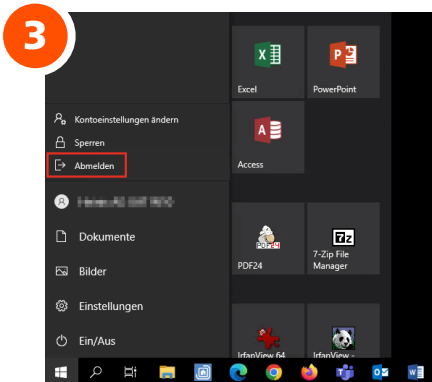 3
Excel
PowerPoint
Kontoeinstellungen ändern
Sperren
Abmelden
Access
Dokumente
PDF24
7z
7-Zip File
Manager
Bilder
Einstellungen
Ein/Aus
IrfanView 64
IrfanView -